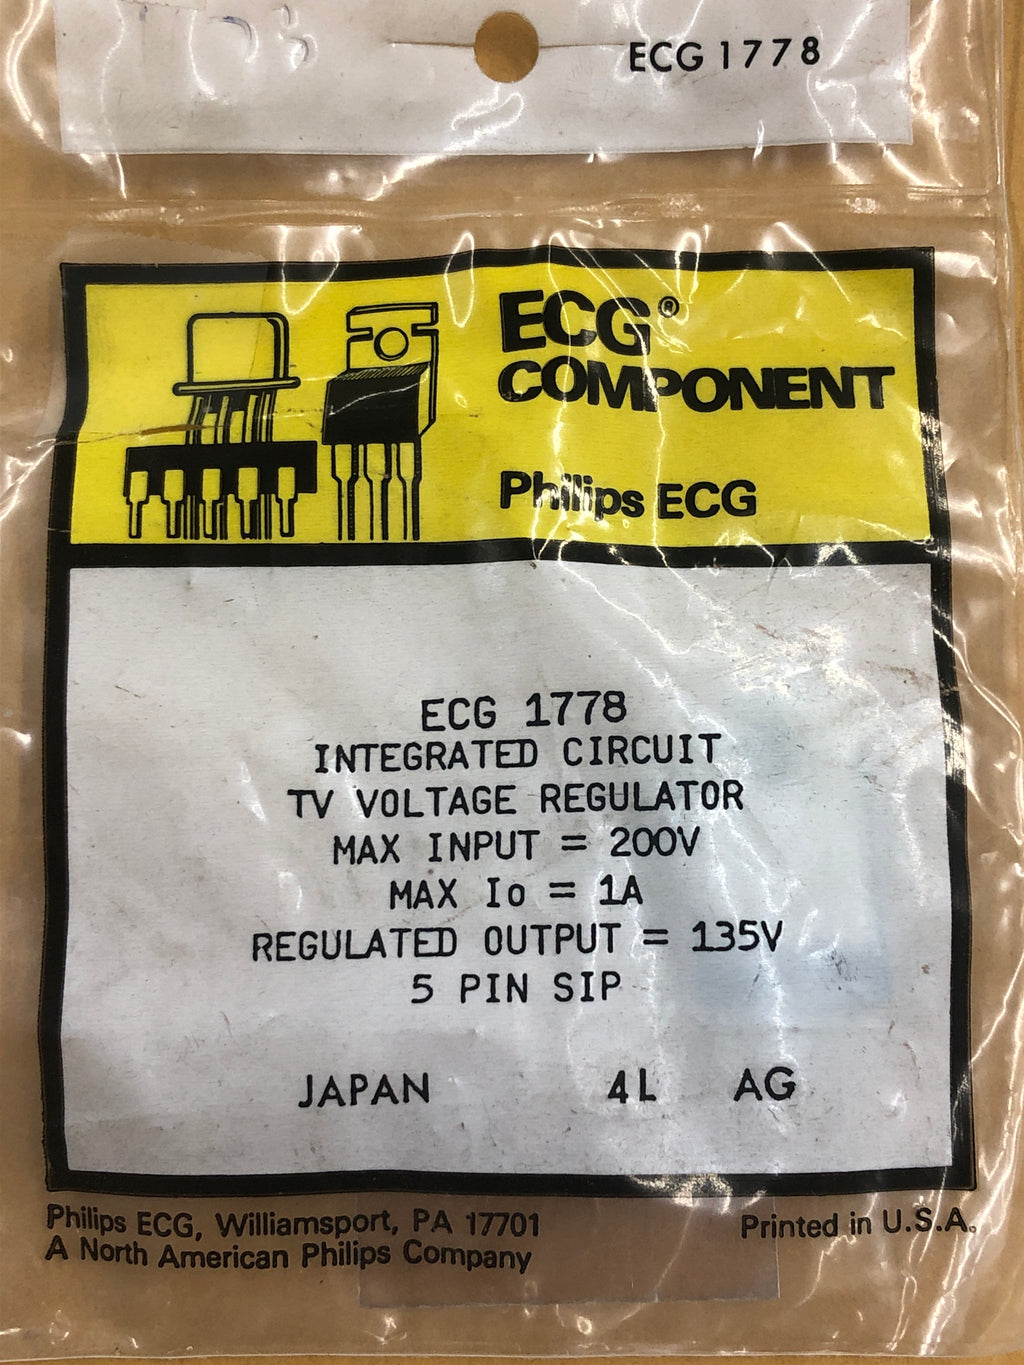 ECG 1778
ECG®
COMPONENT
Philips ECG
ECG 1778
INTEGRATED CIRCUIT
TV VOLTAGE REGULATOR
MAX INPUT = 200V
MAX Io = 1A
REGULATED OUTPUT = 135V
5 PIN SIP
JAPAN 4L AG
Philips ECG, Williamsport, PA 17701
A North American Philips Company
Printed in U.S.A.